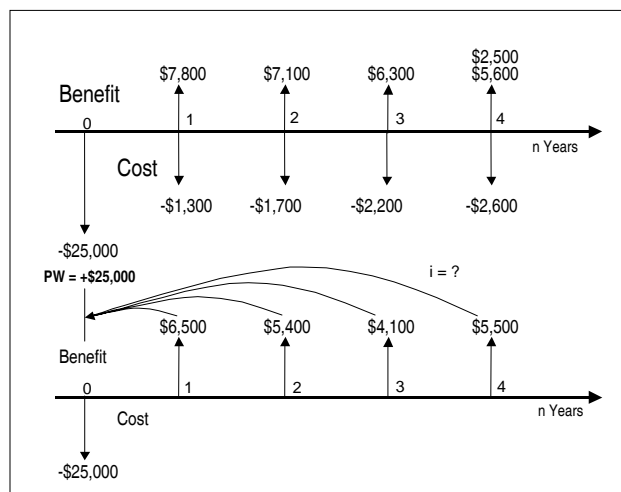 $2,500
$7,800 $7,100 $6,300 $5,600
Benefit
0 1 2 3 4
n Years
Cost
-$1,300 -$1,700 -$2,200 -$2,600
-$25,000
PW = +$25,000
i = ?
$6,500 $5,400 $4,100 $5,500
Benefit
0 1 2 3 4
n Years
Cost
-$25,000